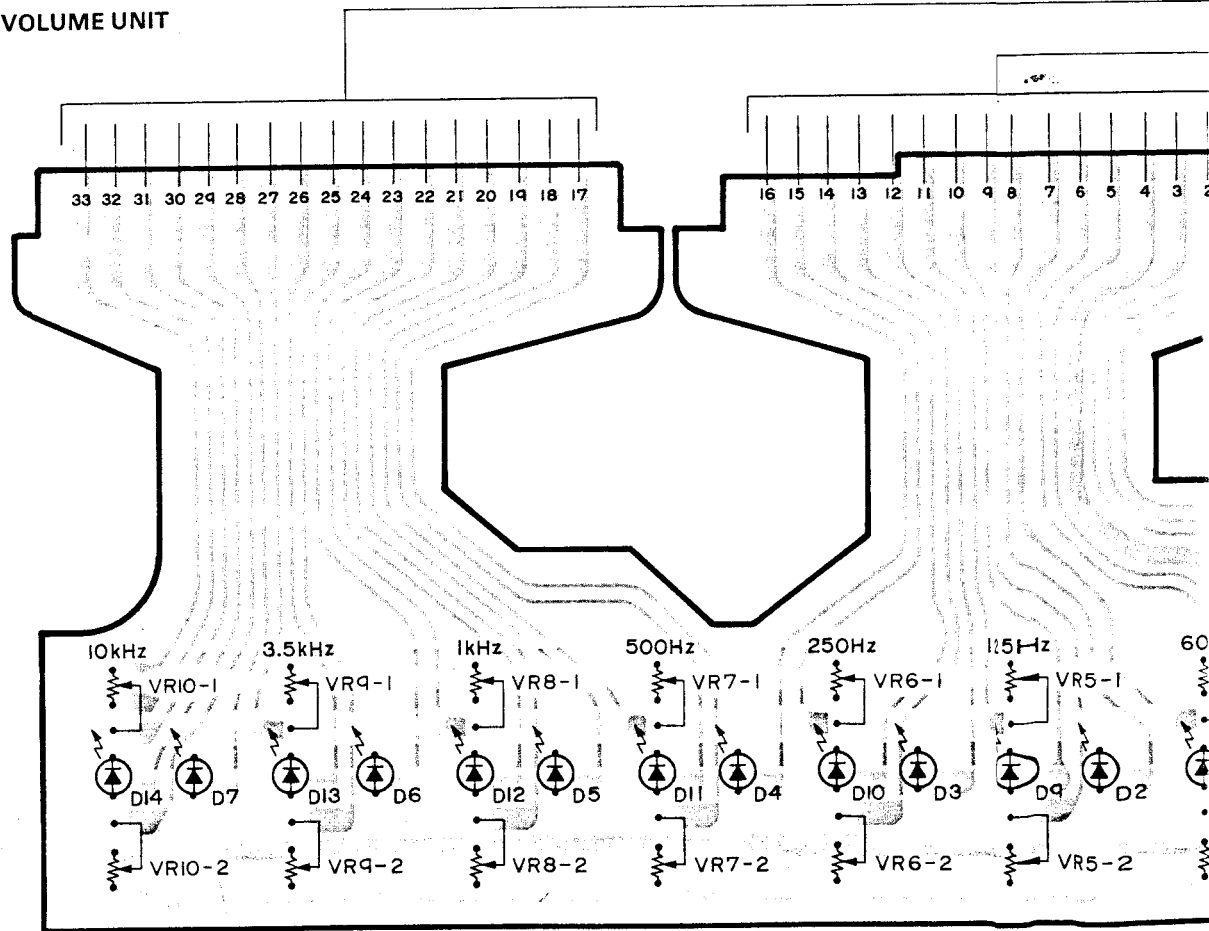 VOLUME UNIT
33 32 31 30 29 28 27 26 25 24 23 22 21 20 19 18 17
16 15 14 13 12 11 10 9 8 7 6 5 4 3 2
10kHz 3.5kHz 1kHz 500Hz 250Hz 125Hz 60
VR10-1 VR9-1 VR8-1 VR7-1 VR6-1 VR5-1
D14 D7 D13 D6 D12 D5 D11 D4 D10 D3 D9 D2
VR10-2 VR9-2 VR8-2 VR7-2 VR6-2 VR5-2